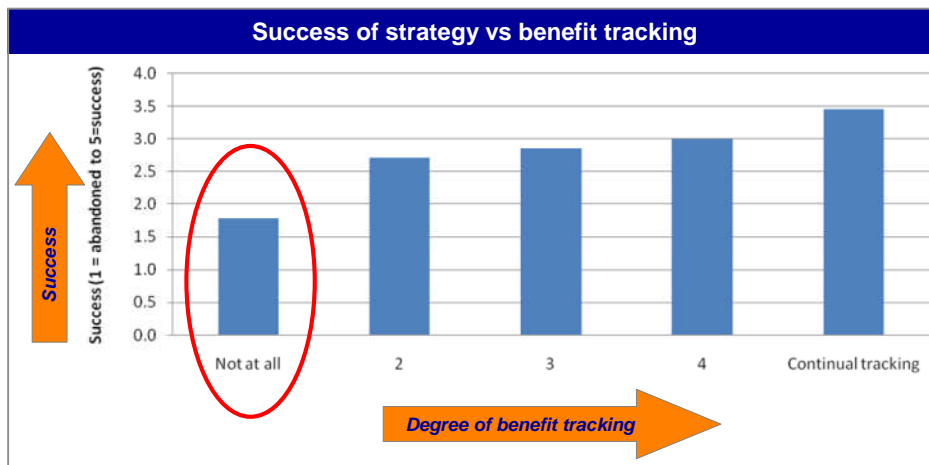 Success of strategy vs benefit tracking
Success
Success (1 = abandoned to 5=success)
4.0
3.5
3.0
2.5
2.0
1.5
1.0
0.5
0.0
Not at all
2
3
4
Continual tracking
Degree of benefit tracking